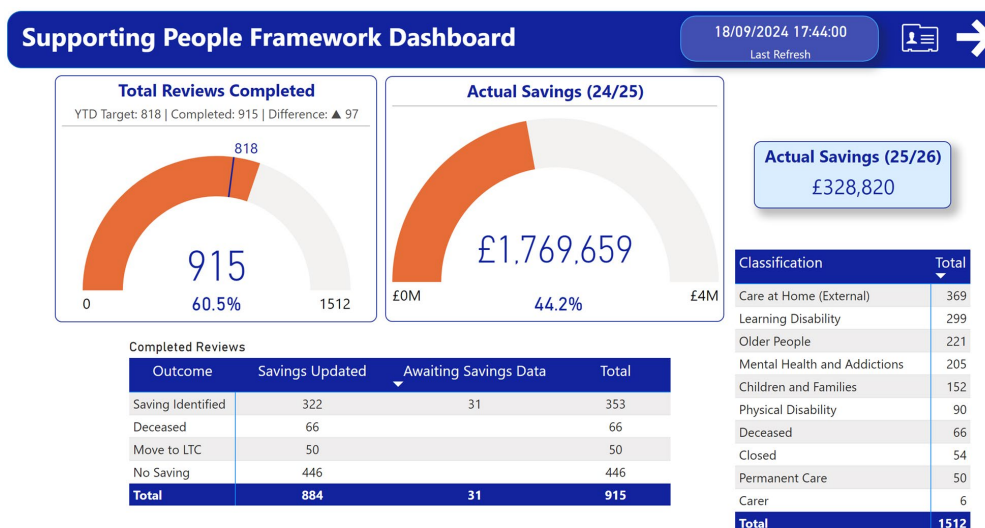 Supporting People Framework Dashboard
18/09/2024 17:44:00
Last Refresh
Total Reviews Completed
YTD Target: 818 | Completed: 915 | Difference: ▲ 97
818
915
0
60.5%
1512
Actual Savings (24/25)
£1,769,659
£0M
44.2%
£4M
Actual Savings (25/26)
£328,820
Completed Reviews
Outcome Savings Updated Awaiting Savings Data Total
Saving Identified 322 31 353
Deceased 66 66
Move to LTC 50 50
No Saving 446 446
Total 884 31 915
Classification Total
Care at Home (External) 369
Learning Disability 299
Older People 221
Mental Health and Addictions 205
Children and Families 152
Physical Disability 90
Deceased 66
Closed 54
Permanent Care 50
Carer 6
Total 1512